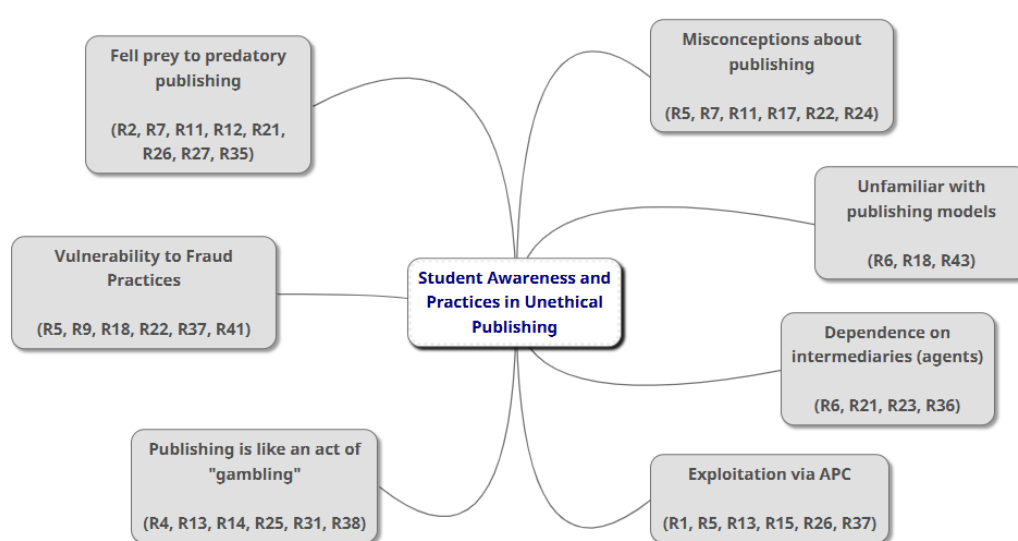 Fell prey to predatory
publishing
(R2, R7, R11, R12, R21,
R26, R27, R35)
Misconceptions about
publishing
(R5, R7, R11, R17, R22, R24)
Unfamiliar with
publishing models
(R6, R18, R43)
Vulnerability to Fraud
Practices
(R5, R9, R18, R22, R37, R41)
Student Awareness and
Practices in Unethical
Publishing
Dependence on
intermediaries (agents)
(R6, R21, R23, R36)
Publishing is like an act of
"gambling"
(R4, R13, R14, R25, R31, R38)
Exploitation via APC
(R1, R5, R13, R15, R26, R37)